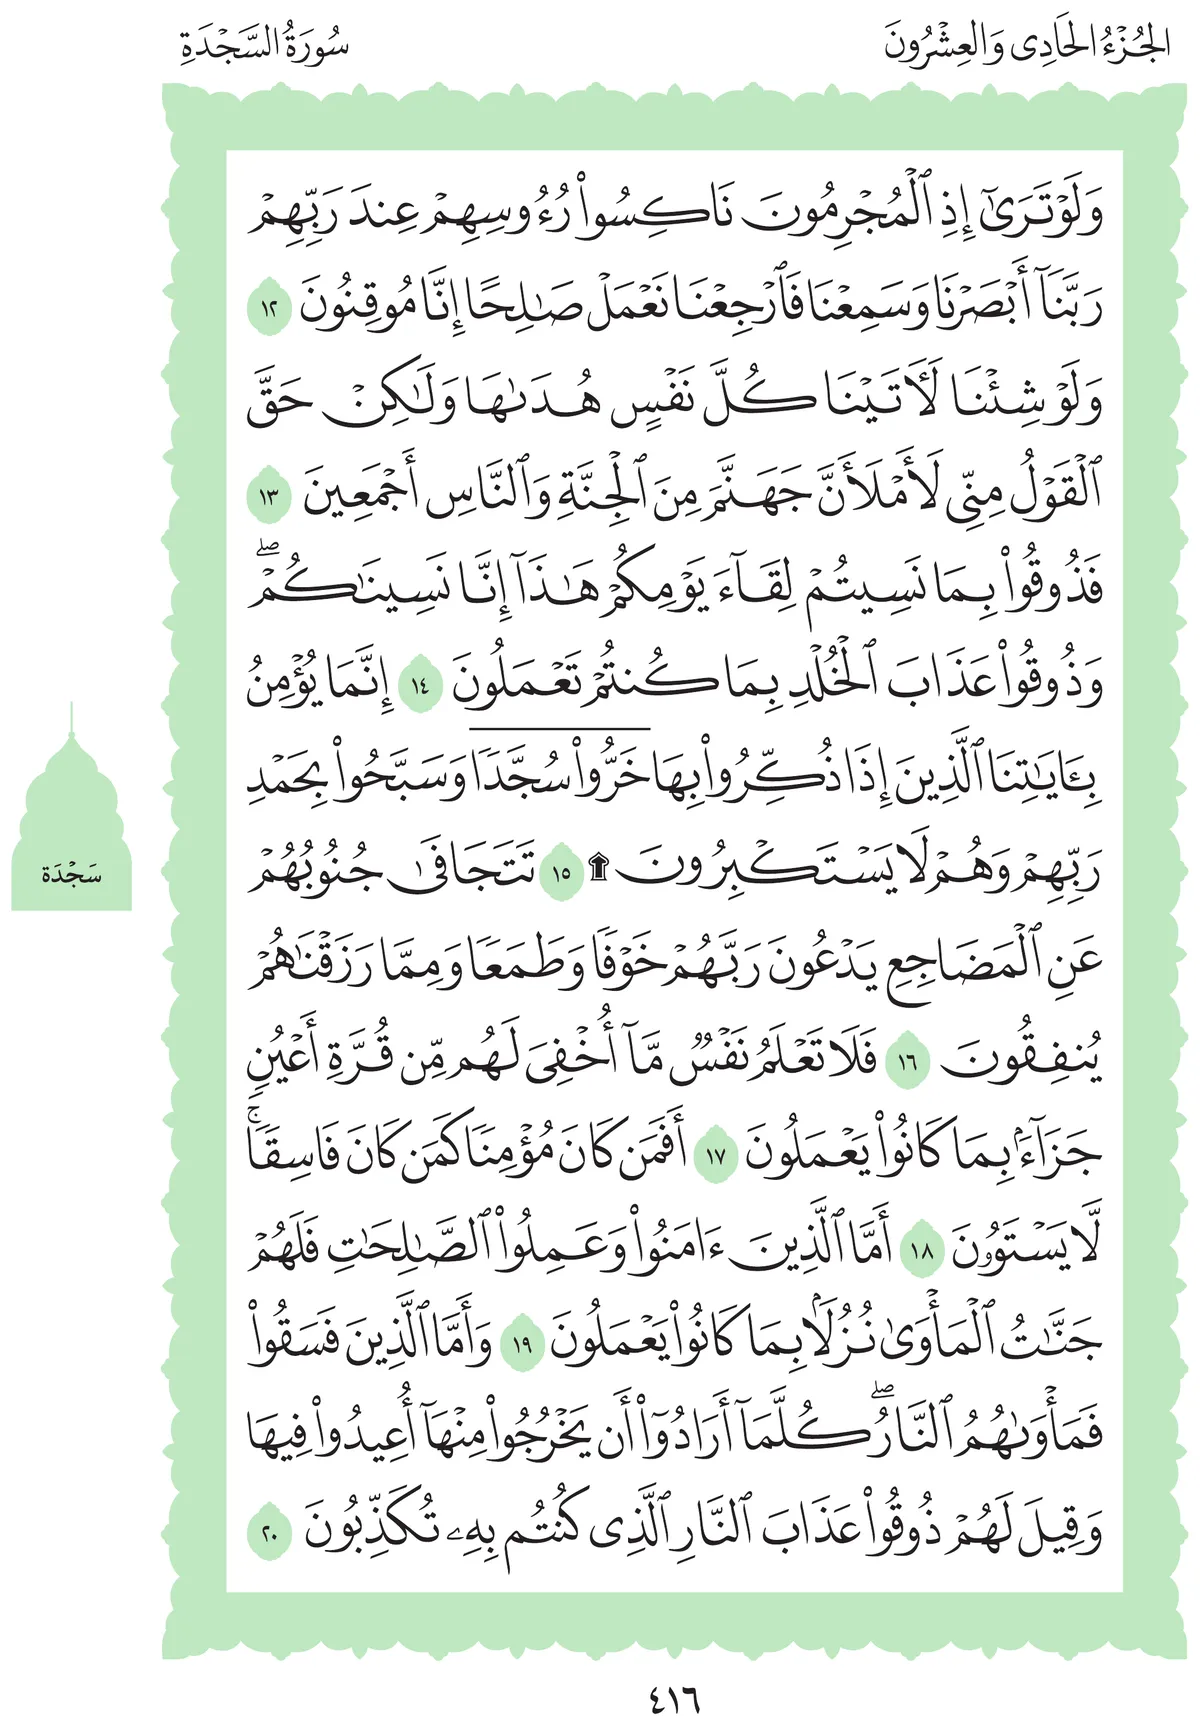 الجُزْءُ الحَادِى وَالعِشْرُونَ
سُورَةُ السَّجْدَةِ
وَلَوْ تَرَىٰٓ إِذِ ٱلْمُجْرِمُونَ نَاكِسُوا۟ رُءُوسِهِمْ عِندَ رَبِّهِمْ
رَبَّنَآ أَبْصَرْنَا وَسَمِعْنَا فَٱرْجِعْنَا نَعْمَلْ صَـٰلِحًا إِنَّا مُوقِنُونَ ١٢
وَلَوْ شِئْنَا لَـَٔاتَيْنَا كُلَّ نَفْسٍ هُدَىٰهَا وَلَـٰكِنْ حَقَّ
ٱلْقَوْلُ مِنِّى لَأَمْلَأَنَّ جَهَنَّمَ مِنَ ٱلْجِنَّةِ وَٱلنَّاسِ أَجْمَعِينَ ١٣
فَذُوقُوا۟ بِمَا نَسِيتُمْ لِقَآءَ يَوْمِكُمْ هَـٰذَآ إِنَّا نَسِينَـٰكُمْ ۖ
وَذُوقُوا۟ عَذَابَ ٱلْخُلْدِ بِمَا كُنتُمْ تَعْمَلُونَ ١٤ إِنَّمَا يُؤْمِنُ
بِـَٔايَـٰتِنَا ٱلَّذِينَ إِذَا ذُكِّرُوا۟ بِهَا خَرُّوا۟ سُجَّدًا وَسَبَّحُوا۟ بِحَمْدِ
رَبِّهِمْ وَهُمْ لَا يَسْتَكْبِرُونَ ۩ ١٥ تَتَجَافَىٰ جُنُوبُهُمْ
سَجْدَة
عَنِ ٱلْمَضَاجِعِ يَدْعُونَ رَبَّهُمْ خَوْفًا وَطَمَعًا وَمِمَّا رَزَقْنَـٰهُمْ
يُنفِقُونَ ١٦ فَلَا تَعْلَمُ نَفْسٌ مَّآ أُخْفِىَ لَهُم مِّن قُرَّةِ أَعْيُنٍ
جَزَآءًۢ بِمَا كَانُوا۟ يَعْمَلُونَ ١٧ أَفَمَن كَانَ مُؤْمِنًا كَمَن كَانَ فَاسِقًا ۚ
لَّا يَسْتَوُۥنَ ١٨ أَمَّا ٱلَّذِينَ ءَامَنُوا۟ وَعَمِلُوا۟ ٱلصَّـٰلِحَـٰتِ فَلَهُمْ
جَنَّـٰتُ ٱلْمَأْوَىٰ نُزُلًۢا بِمَا كَانُوا۟ يَعْمَلُونَ ١٩ وَأَمَّا ٱلَّذِينَ فَسَقُوا۟
فَمَأْوَىٰهُمُ ٱلنَّارُ ۖ كُلَّمَآ أَرَادُوٓا۟ أَن يَخْرُجُوا۟ مِنْهَآ أُعِيدُوا۟ فِيهَا
وَقِيلَ لَهُمْ ذُوقُوا۟ عَذَابَ ٱلنَّارِ ٱلَّذِى كُنتُم بِهِۦ تُكَذِّبُونَ ٢٠
٤١٦